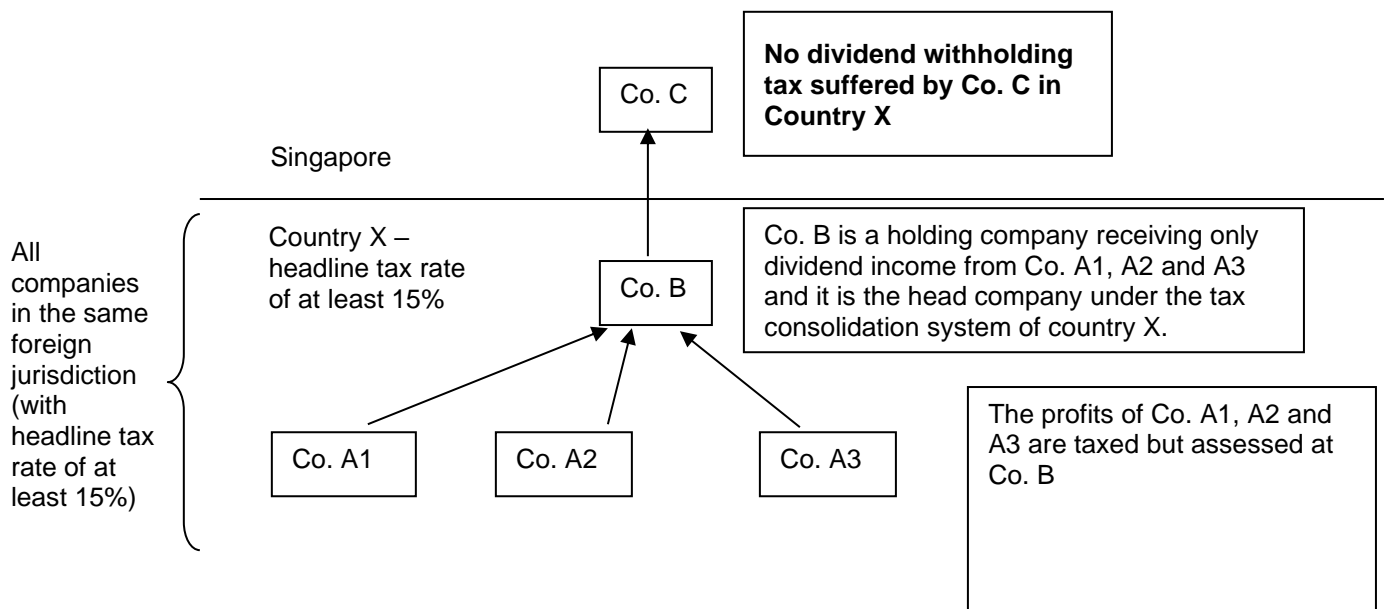 No dividend withholding
tax suffered by Co. C in
Country X
Co. C
Singapore
All
companies
in the same
foreign
jurisdiction
(with
headline tax
rate of at
least 15%)
Country X –
headline tax rate
of at least 15%
Co. B
Co. B is a holding company receiving only
dividend income from Co. A1, A2 and A3
and it is the head company under the tax
consolidation system of country X.
Co. A1
Co. A2
Co. A3
The profits of Co. A1, A2 and
A3 are taxed but assessed at
Co. B